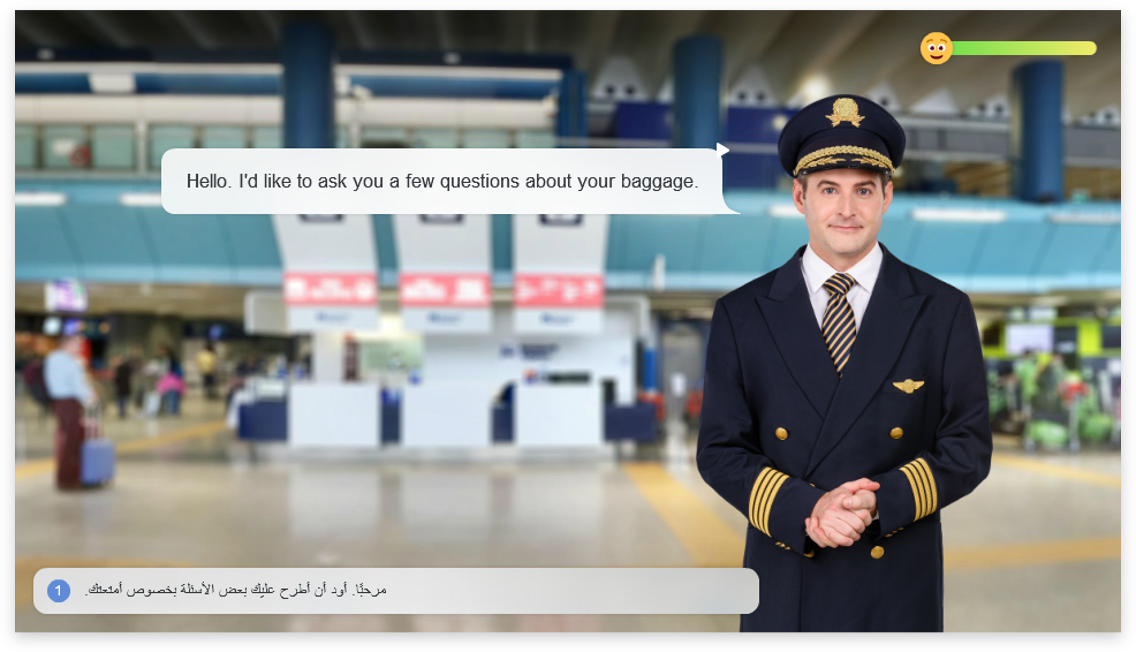 Hello. I'd like to ask you a few questions about your baggage.
1
مرحبًا. أود أن أطرح عليك بعض الأسئلة بخصوص أمتعتك.